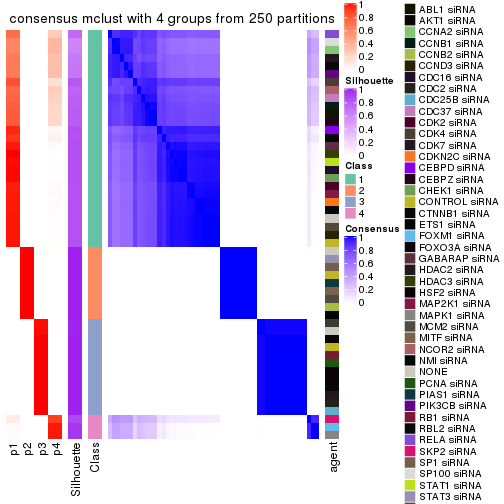 consensus mclust with 4 groups from 250 partitions
1
0.8
0.6
0.4
0.2
0
Silhouette
1
0.8
0.6
0.4
0.2
0
Class
1
2
3
4
Consensus
1
0.8
0.6
0.4
0.2
0
p1
p2
p3
p4
Silhouette
Class
agent
ABL1 siRNA
AKT1 siRNA
CCNA2 siRNA
CCNB1 siRNA
CCNB2 siRNA
CCND3 siRNA
CDC16 siRNA
CDC2 siRNA
CDC25B siRNA
CDC37 siRNA
CDK2 siRNA
CDK4 siRNA
CDK7 siRNA
CDKN2C siRNA
CEBPD siRNA
CEBPZ siRNA
CHEK1 siRNA
CONTROL siRNA
CTNNB1 siRNA
ETS1 siRNA
FOXM1 siRNA
FOXO3A siRNA
GABARAP siRNA
HDAC2 siRNA
HDAC3 siRNA
HSF2 siRNA
MAP2K1 siRNA
MAPK1 siRNA
MCM2 siRNA
MITF siRNA
NCOR2 siRNA
NMI siRNA
NONE
PCNA siRNA
PIAS1 siRNA
PIK3CB siRNA
RB1 siRNA
RBL2 siRNA
RELA siRNA
SKP2 siRNA
SP1 siRNA
SP100 siRNA
STAT1 siRNA
STAT3 siRNA